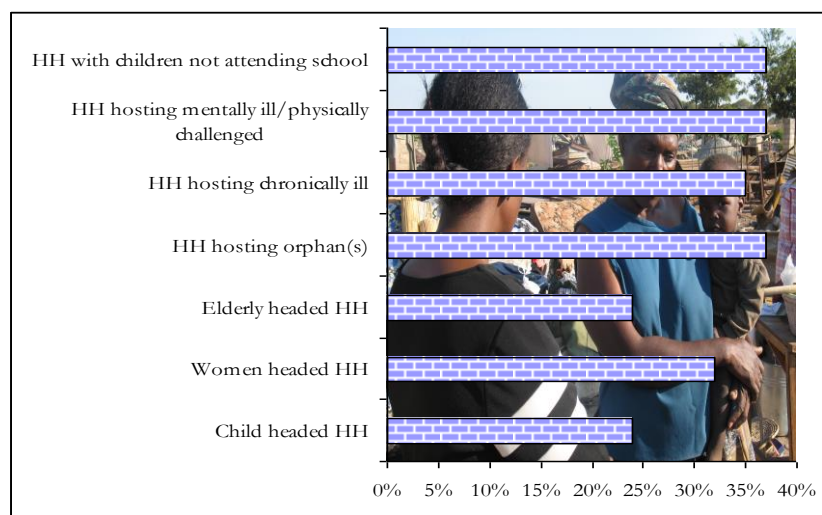 HH with children not attending school
HH hosting mentally ill/physically
challenged
HH hosting chronically ill
HH hosting orphan(s)
Elderly headed HH
Women headed HH
Child headed HH
0% 5% 10% 15% 20% 25% 30% 35% 40%